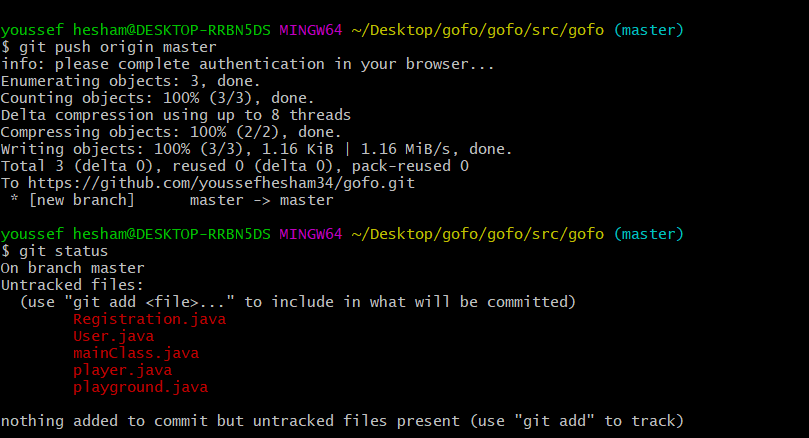 youssef hesham@DESKTOP-RRBN5DS MINGW64 ~/Desktop/gofo/gofo/src/gofo (master)
$ git push origin master
info: please complete authentication in your browser...
Enumerating objects: 3, done.
Counting objects: 100% (3/3), done.
Delta compression using up to 8 threads
Compressing objects: 100% (2/2), done.
Writing objects: 100% (3/3), 1.16 KiB | 1.16 MiB/s, done.
Total 3 (delta 0), reused 0 (delta 0), pack-reused 0
To https://github.com/youssefhesham34/gofo.git
 * [new branch]      master -> master

youssef hesham@DESKTOP-RRBN5DS MINGW64 ~/Desktop/gofo/gofo/src/gofo (master)
$ git status
On branch master
Untracked files:
  (use "git add <file>..." to include in what will be committed)
        Registration.java
        User.java
        mainClass.java
        player.java
        playground.java

nothing added to commit but untracked files present (use "git add" to track)